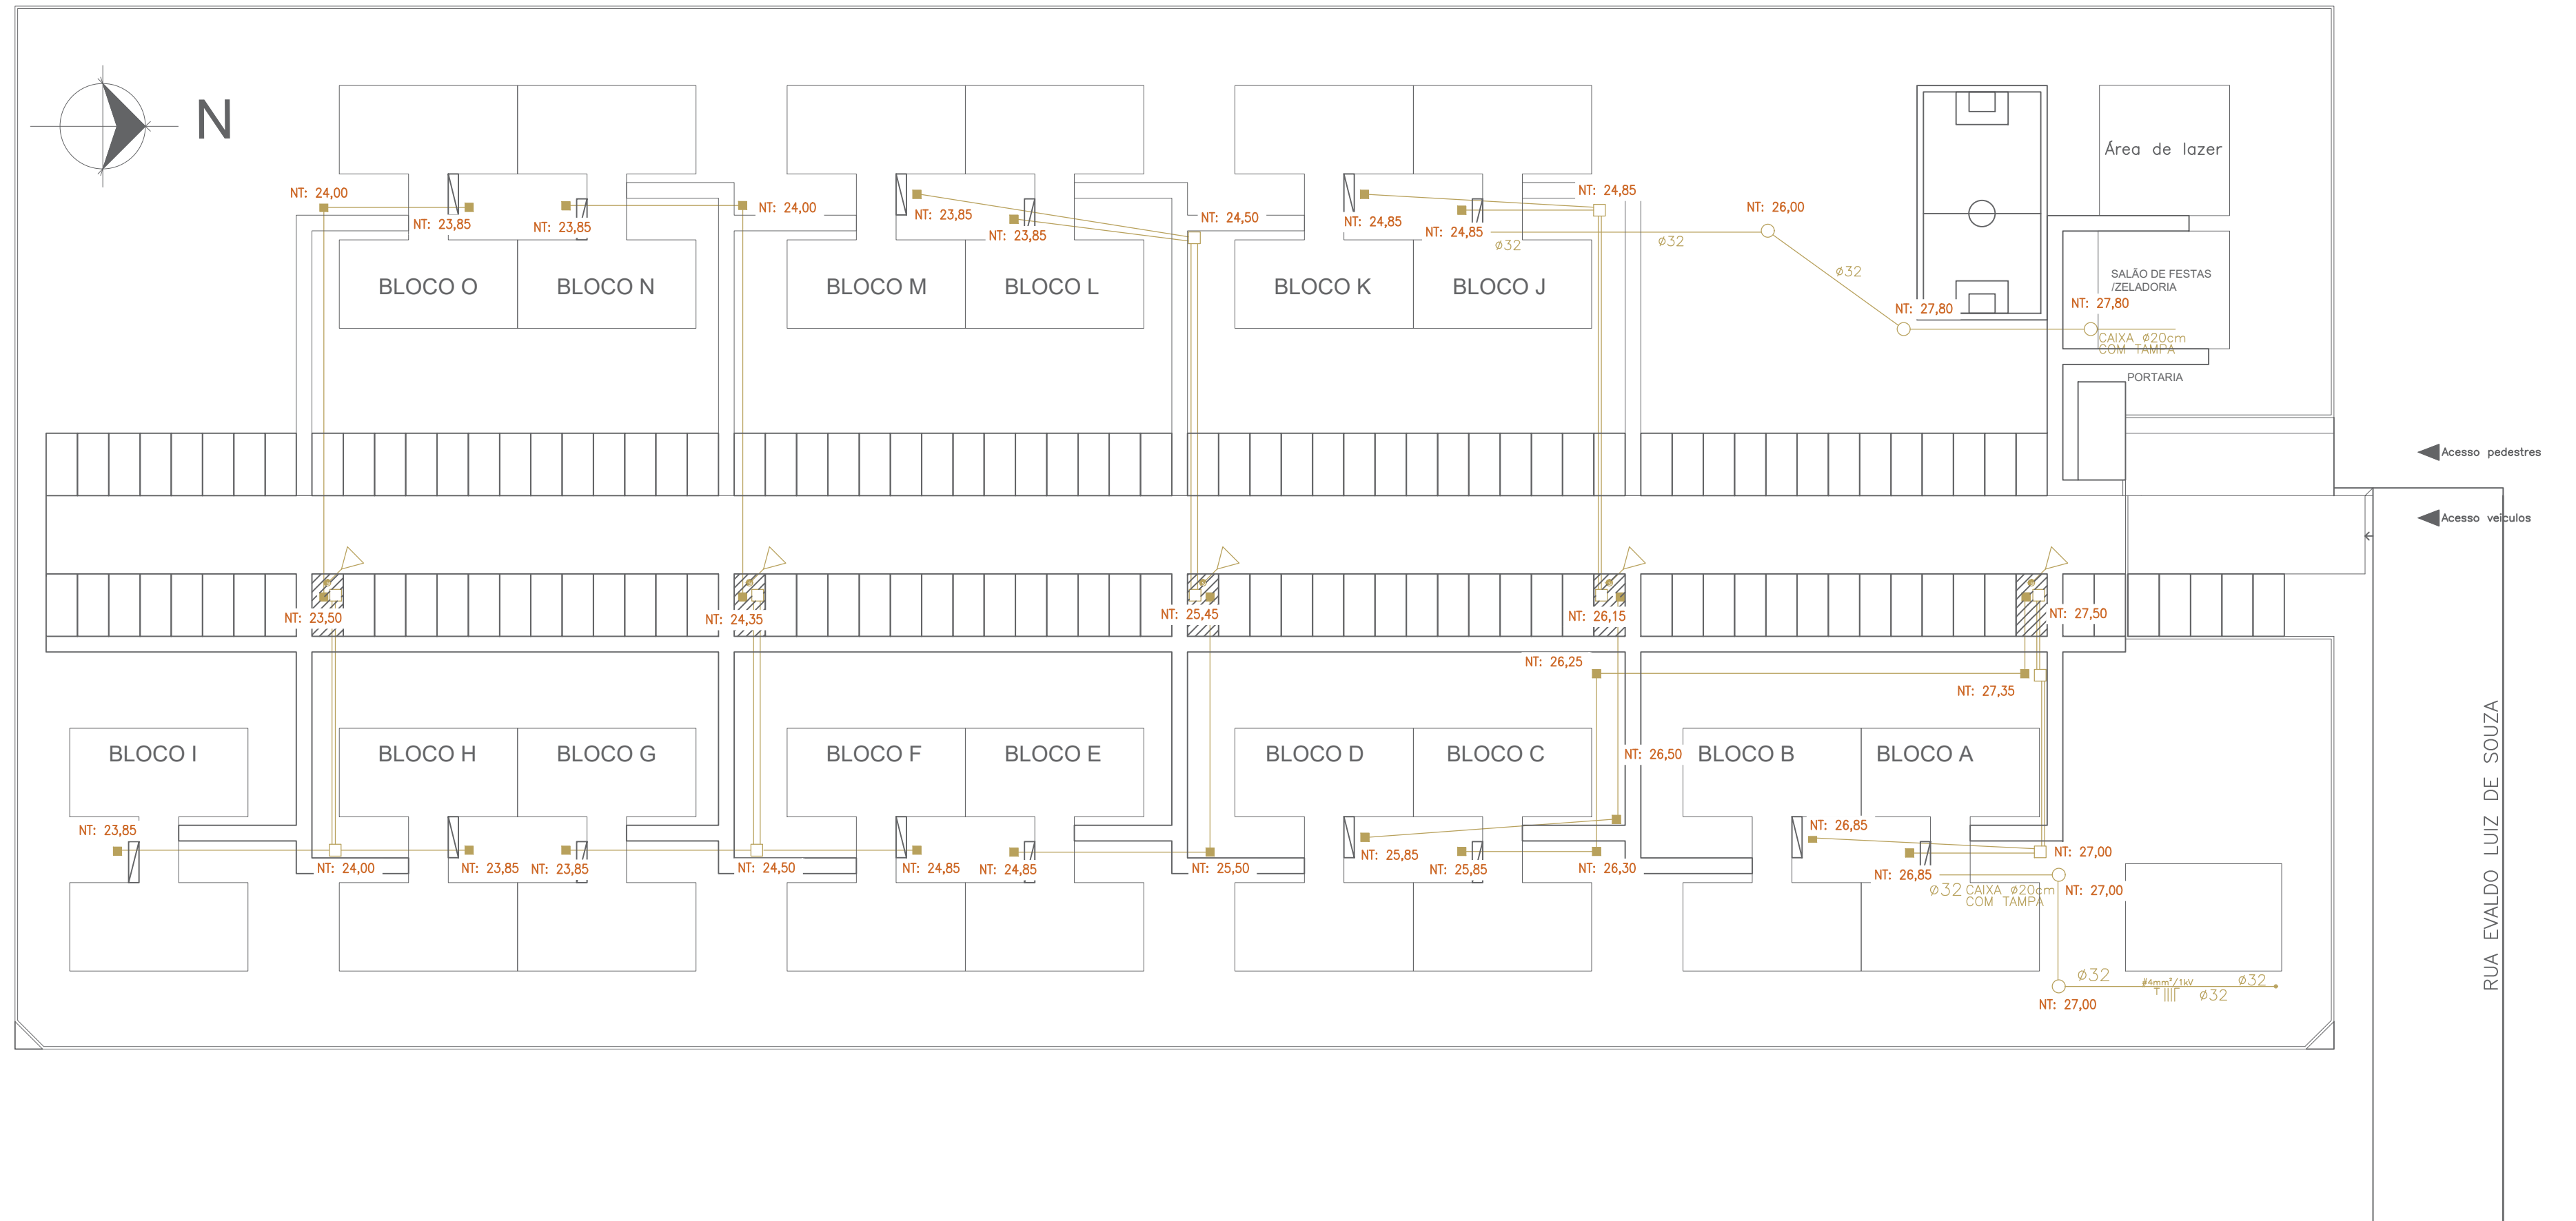 N
Área de lazer
NT: 24,00
NT: 23,85
NT: 23,85
NT: 24,00
NT: 23,85
NT: 23,85
NT: 24,50
NT: 24,85
NT: 24,85
NT: 24,85
NT: 26,00
ø32
ø32
ø32
BLOCO O
BLOCO N
BLOCO M
BLOCO L
BLOCO K
BLOCO J
SALÃO DE FESTAS
/ZELADORIA
NT: 27,80
NT: 27,80
CAIXA ø20cm
COM TAMPA
PORTARIA
Acesso pedestres
Acesso veículos
NT: 23,50
NT: 24,35
NT: 25,45
NT: 26,15
NT: 27,50
NT: 26,25
NT: 27,35
BLOCO I
BLOCO H
BLOCO G
BLOCO F
BLOCO E
BLOCO D
BLOCO C
NT: 26,50
BLOCO B
BLOCO A
RUA EVALDO LUIZ DE SOUZA
NT: 23,85
NT: 24,00
NT: 23,85
NT: 23,85
NT: 24,50
NT: 24,85
NT: 24,85
NT: 25,50
NT: 25,85
NT: 25,85
NT: 26,30
NT: 26,85
NT: 26,85
NT: 27,00
ø32
CAIXA ø20cm
COM TAMPA
NT: 27,00
ø32
#4mm²/1kV
ø32
ø32
NT: 27,00